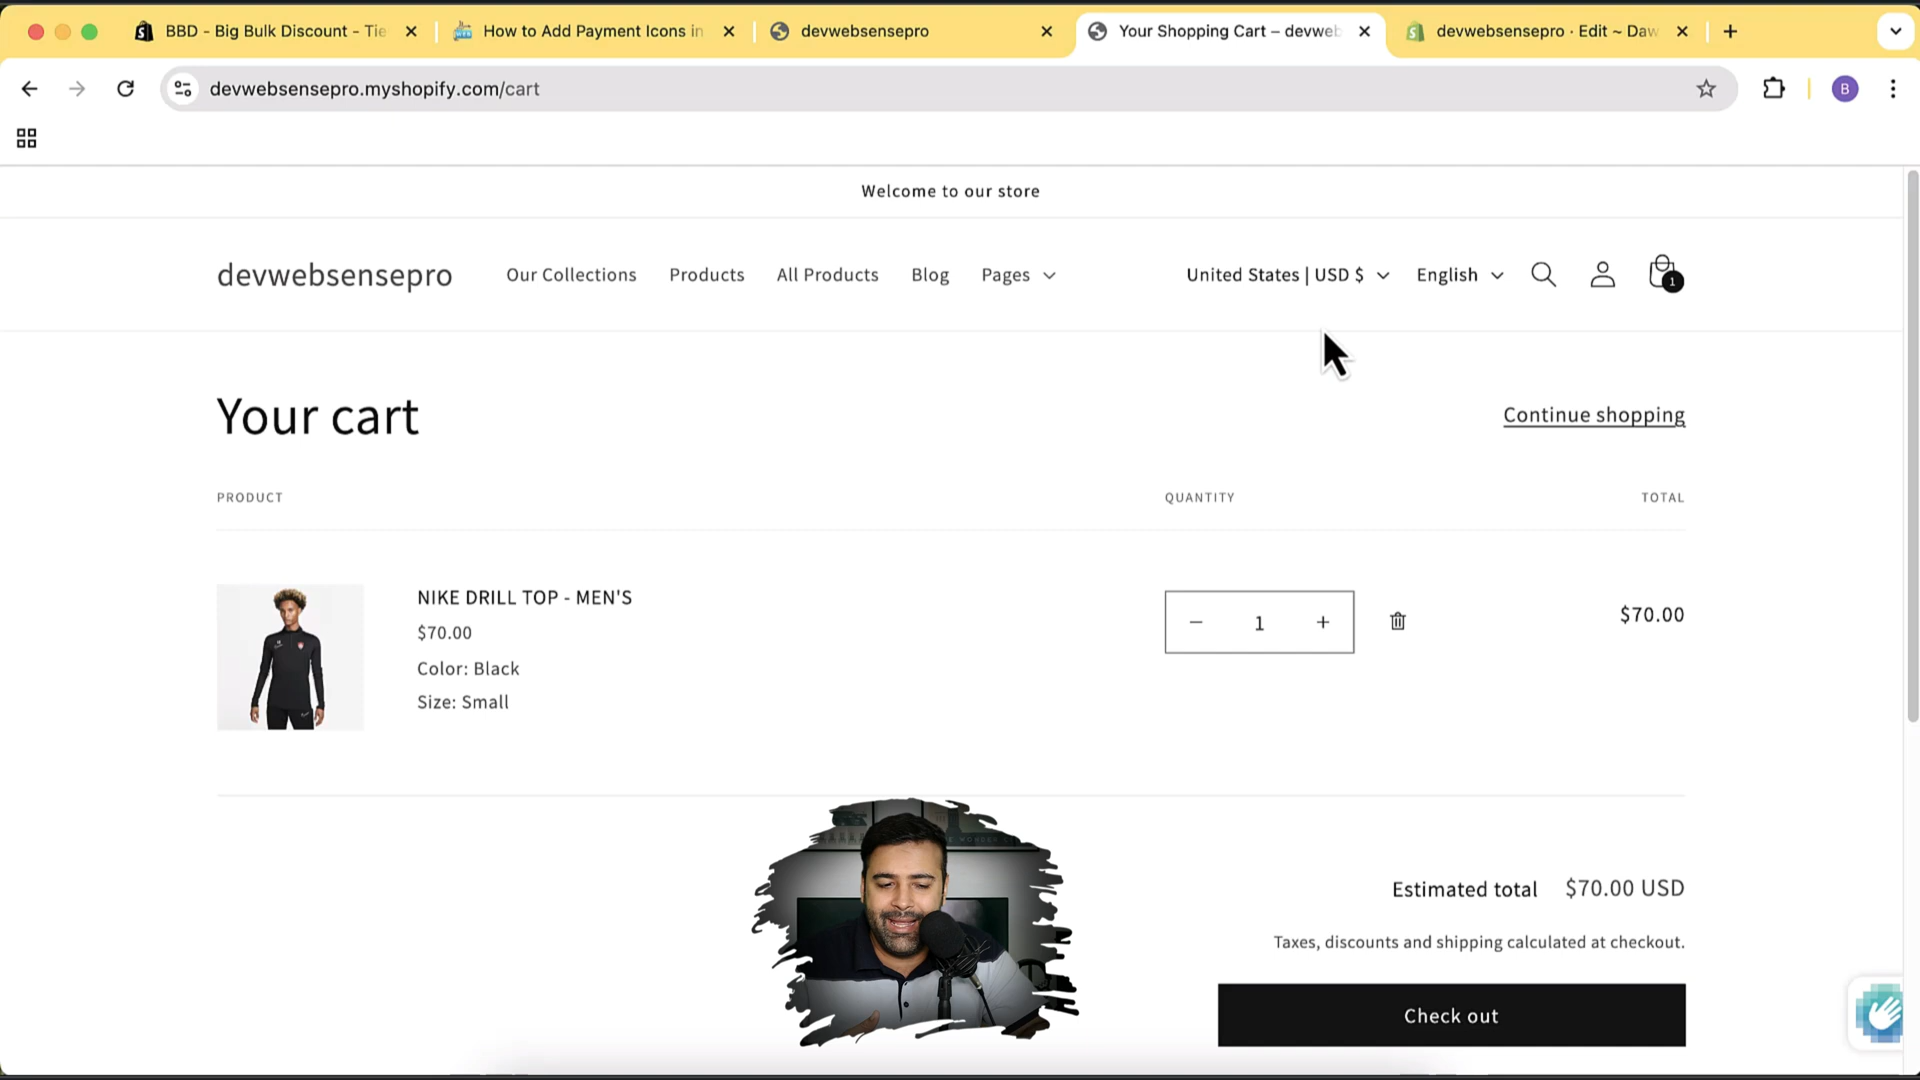 BBD - Big Bulk Discount - Tie
How to Add Payment Icons in
devwebsensepro
Your Shopping Cart – devweb
devwebsensepro · Edit ~ Daw
devwebsensepro.myshopify.com/cart
B
Welcome to our store
devwebsensepro
Our Collections
Products
All Products
Blog
Pages
United States | USD $
English
1
Your cart
Continue shopping
PRODUCT
QUANTITY
TOTAL
NIKE DRILL TOP - MEN'S
$70.00
Color: Black
Size: Small
1
$70.00
Estimated total $70.00 USD
Taxes, discounts and shipping calculated at checkout.
Check out